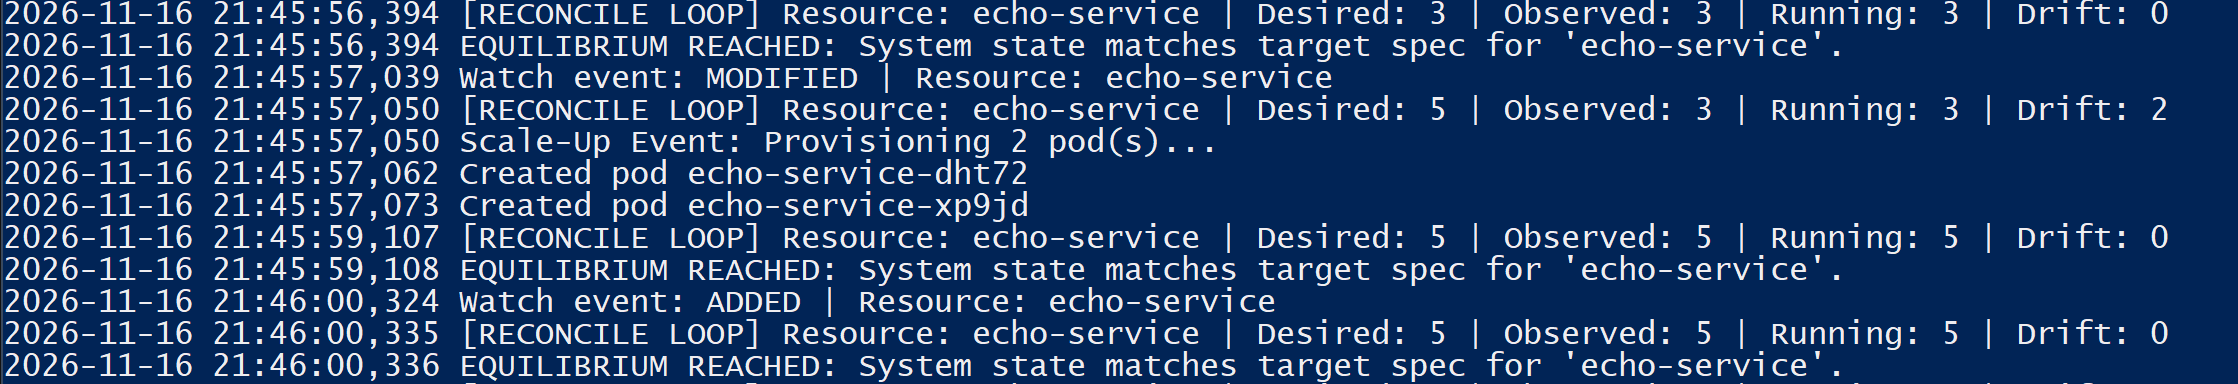 2026-11-16 21:45:56,394 [RECONCILE LOOP] Resource: echo-service | Desired: 3 | Observed: 3 | Running: 3 | Drift: 0
2026-11-16 21:45:56,394 EQUILIBRIUM REACHED: System state matches target spec for 'echo-service'.
2026-11-16 21:45:57,039 Watch event: MODIFIED | Resource: echo-service
2026-11-16 21:45:57,050 [RECONCILE LOOP] Resource: echo-service | Desired: 5 | Observed: 3 | Running: 3 | Drift: 2
2026-11-16 21:45:57,050 Scale-Up Event: Provisioning 2 pod(s)...
2026-11-16 21:45:57,062 Created pod echo-service-dht72
2026-11-16 21:45:57,073 Created pod echo-service-xp9jd
2026-11-16 21:45:59,107 [RECONCILE LOOP] Resource: echo-service | Desired: 5 | Observed: 5 | Running: 5 | Drift: 0
2026-11-16 21:45:59,108 EQUILIBRIUM REACHED: System state matches target spec for 'echo-service'.
2026-11-16 21:46:00,324 Watch event: ADDED | Resource: echo-service
2026-11-16 21:46:00,335 [RECONCILE LOOP] Resource: echo-service | Desired: 5 | Observed: 5 | Running: 5 | Drift: 0
2026-11-16 21:46:00,336 EQUILIBRIUM REACHED: System state matches target spec for 'echo-service'.